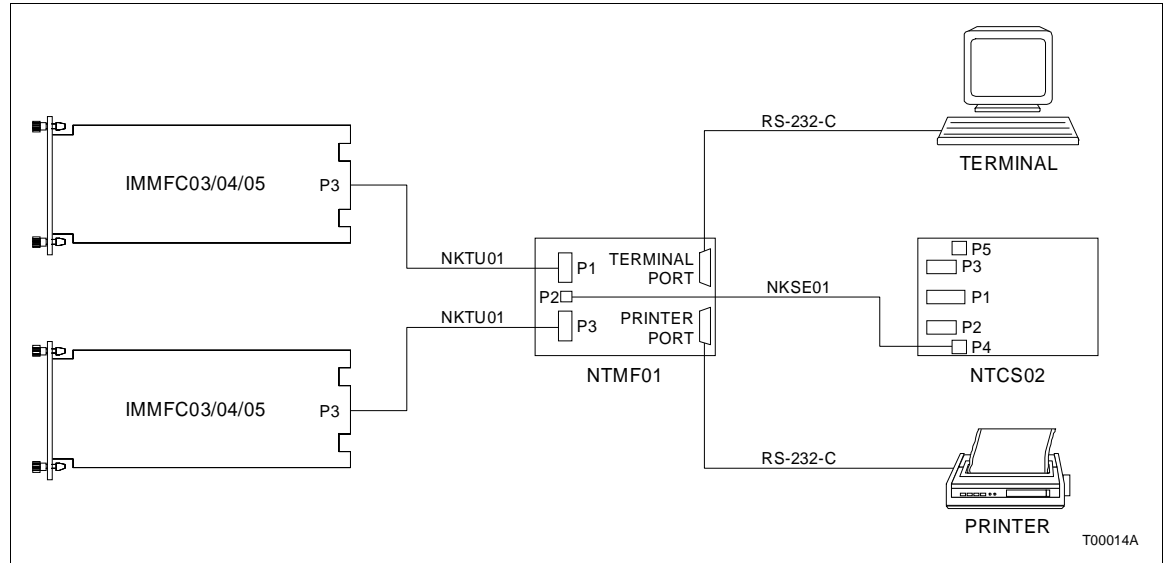 RS-232-C
TERMINAL
IMMFC03/04/05
P3
NKTU01
P1
TERMINAL
PORT
P2
NKSE01
P5
P3
P1
P2
P4
NTCS02
NKTU01
P3
PRINTER
PORT
NTMF01
IMMFC03/04/05
P3
RS-232-C
PRINTER
T00014A